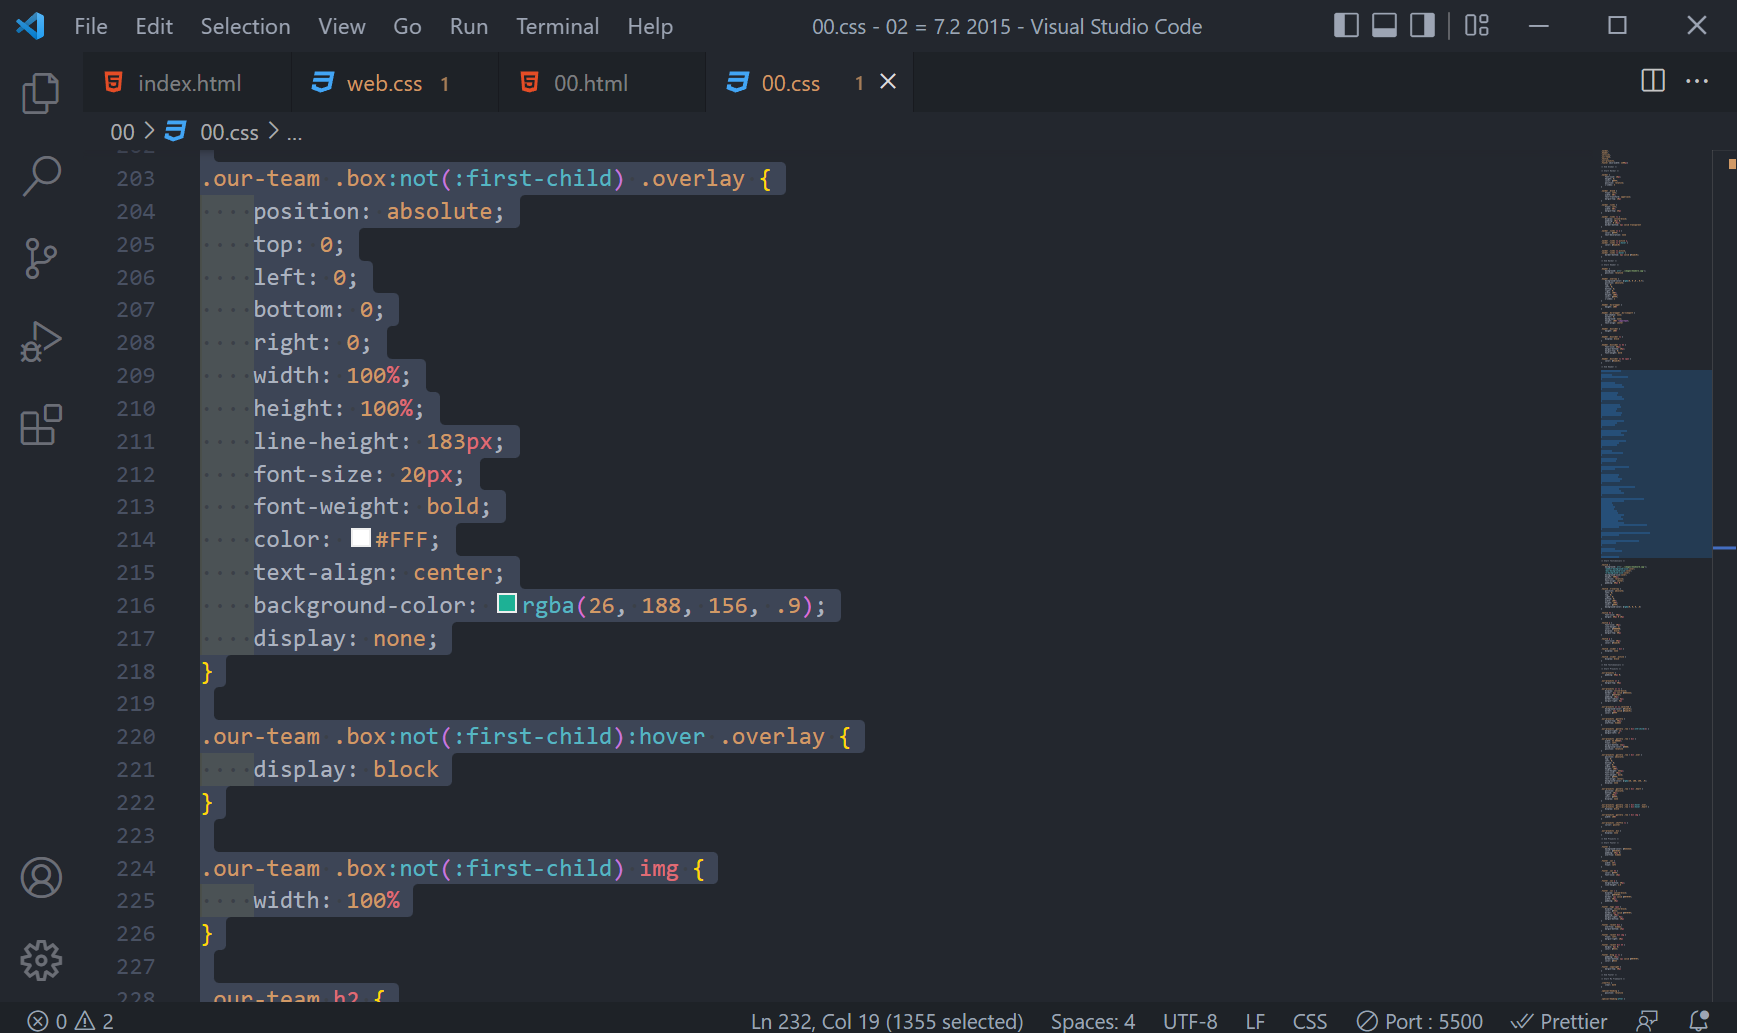 File Edit Selection View Go Run Terminal Help 00.css - 02 = 7.2 2015 - Visual Studio Code
index.html web.css 1 00.html 00.css 1
00 > 00.css > ...
203 .our-team .box:not(:first-child) .overlay {
204 position: absolute;
205 top: 0;
206 left: 0;
207 bottom: 0;
208 right: 0;
209 width: 100%;
210 height: 100%;
211 line-height: 183px;
212 font-size: 20px;
213 font-weight: bold;
214 color: #FFF;
215 text-align: center;
216 background-color: rgba(26, 188, 156, .9);
217 display: none;
218 }
219
220 .our-team .box:not(:first-child):hover .overlay {
221 display: block
222 }
223
224 .our-team .box:not(:first-child) img {
225 width: 100%
226 }
227
228 .our-team h2 {
0 2 Ln 232, Col 19 (1355 selected) Spaces: 4 UTF-8 LF CSS Port : 5500 Prettier